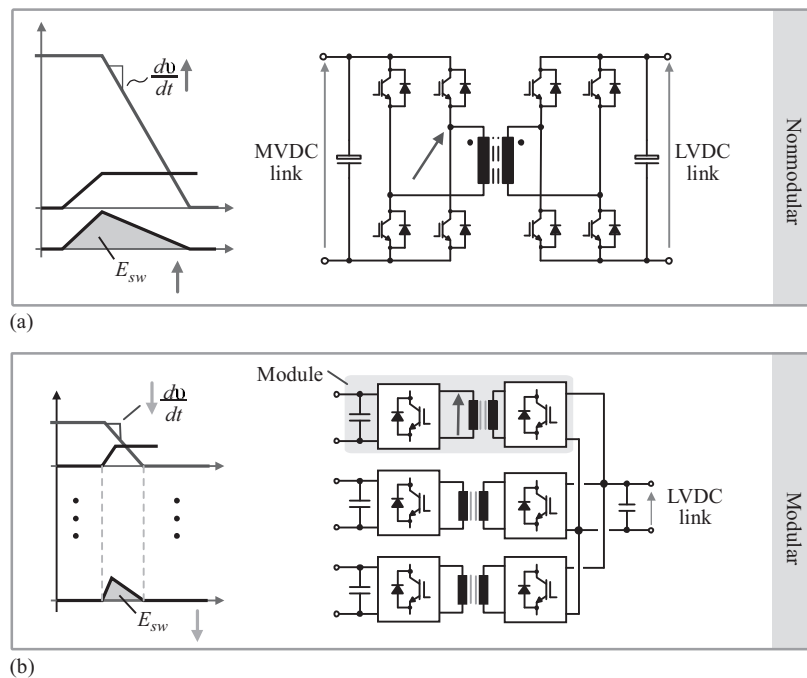 dυ
dt
MVDC
link
LVDC
link
E_sw
Nonmodular
(a)
dυ
dt
Module
LVDC
link
E_sw
Modular
(b)